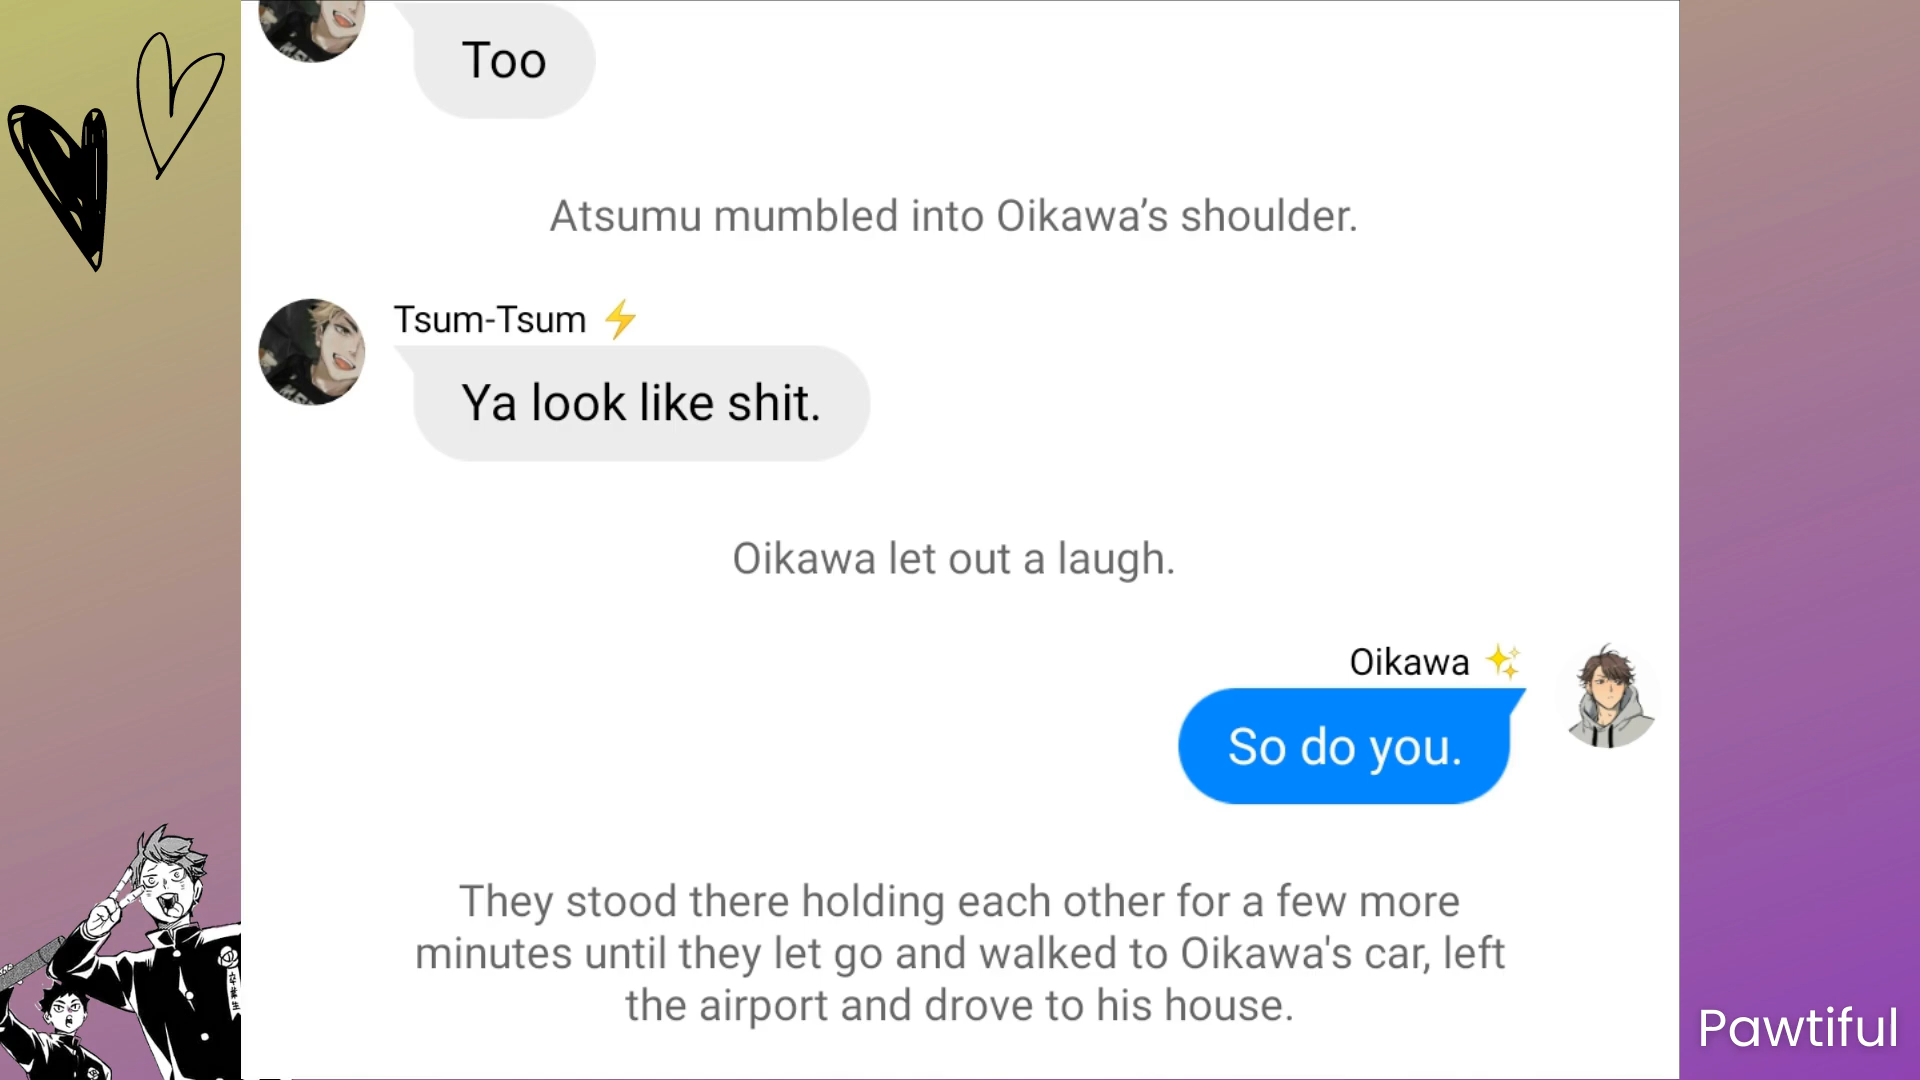 Too
Atsumu mumbled into Oikawa’s shoulder.
Tsum-Tsum ⚡
Ya look like shit.
Oikawa let out a laugh.
Oikawa ✨
So do you.
They stood there holding each other for a few more
minutes until they let go and walked to Oikawa's car, left
the airport and drove to his house.
Pawtiful